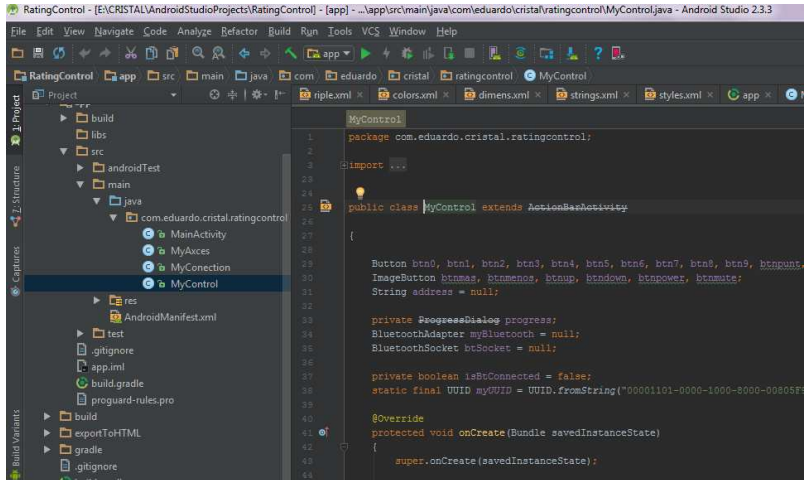 RatingControl - [E:\CRISTAL\AndroidStudioProjects\RatingControl] - [app] - ...\app\src\main\java\com\eduardo\cristal\ratingcontrol\MyControl.java - Android Studio 2.3.3
File Edit View Navigate Code Analyze Refactor Build Run Tools VCS Window Help
app
RatingControl app src main java com eduardo cristal ratingcontrol MyControl
Project
riple.xml colors.xml dimens.xml strings.xml styles.xml app
1: Project
7: Structure
Captures
Build Variants
build
libs
src
androidTest
main
java
com.eduardo.cristal.ratingcontrol
MainActivity
MyAxces
MyConection
MyControl
res
AndroidManifest.xml
test
.gitignore
app.iml
build.gradle
proguard-rules.pro
build
exportToHTML
gradle
.gitignore
MyControl
1 package com.eduardo.cristal.ratingcontrol;
2
3 import ...
23
24
25 public class MyControl extends ActionBarActivity
26
27 {
28
29 Button btn0, btn1, btn2, btn3, btn4, btn5, btn6, btn7, btn8, btn9, btnpunt,
30 ImageButton btnmas, btnmenos, btnup, btndown, btnpower, btnmute;
31 String address = null;
32
33 private ProgressDialog progress;
34 BluetoothAdapter myBluetooth = null;
35 BluetoothSocket btSocket = null;
36
37 private boolean isBtConnected = false;
38 static final UUID myUUID = UUID.fromString("00001101-0000-1000-8000-00805F9
39
40 @Override
41 protected void onCreate(Bundle savedInstanceState)
42 {
43 super.onCreate(savedInstanceState);
44